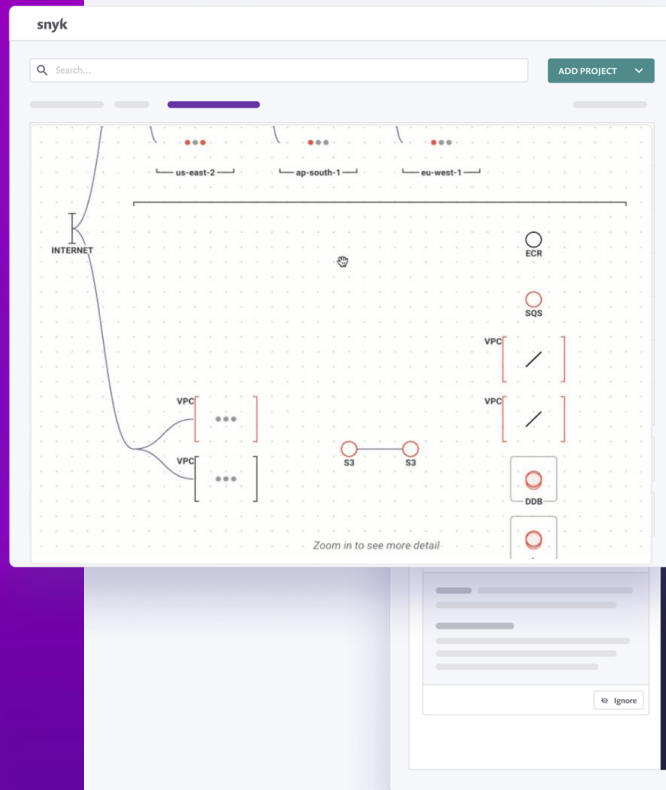 snyk
Search...
ADD PROJECT
us-east-2
ap-south-1
eu-west-1
INTERNET
ECR
SQS
VPC
VPC
VPC
VPC
S3
S3
DDB
Zoom in to see more detail
Ignore